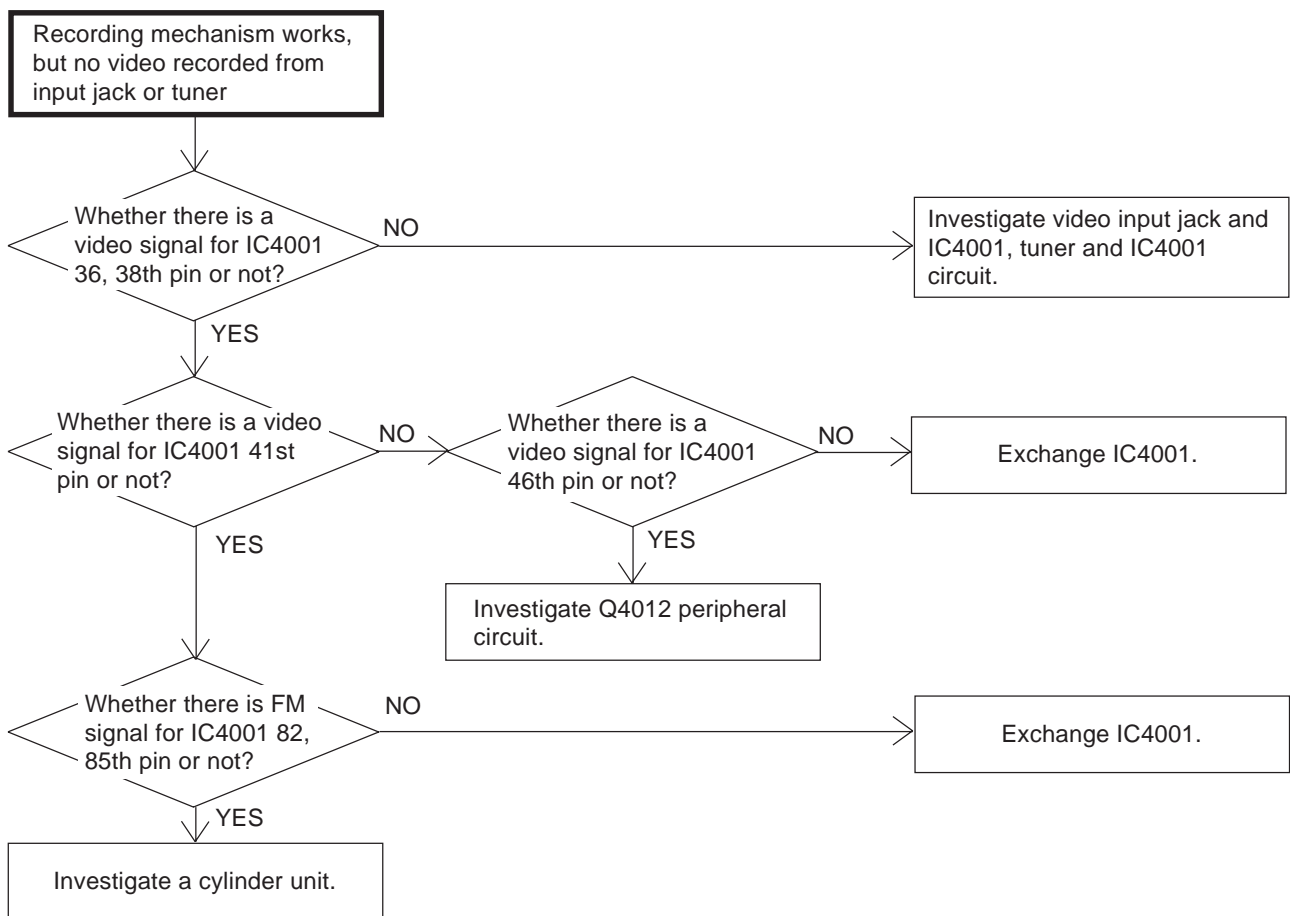 Recording mechanism works,
but no video recorded from
input jack or tuner
Whether there is a
video signal for IC4001
36, 38th pin or not?
NO
Investigate video input jack and
IC4001, tuner and IC4001
circuit.
YES
Whether there is a video
signal for IC4001 41st
pin or not?
NO
Whether there is a
video signal for IC4001
46th pin or not?
NO
Exchange IC4001.
YES
YES
Investigate Q4012 peripheral
circuit.
Whether there is FM
signal for IC4001 82,
85th pin or not?
NO
Exchange IC4001.
YES
Investigate a cylinder unit.